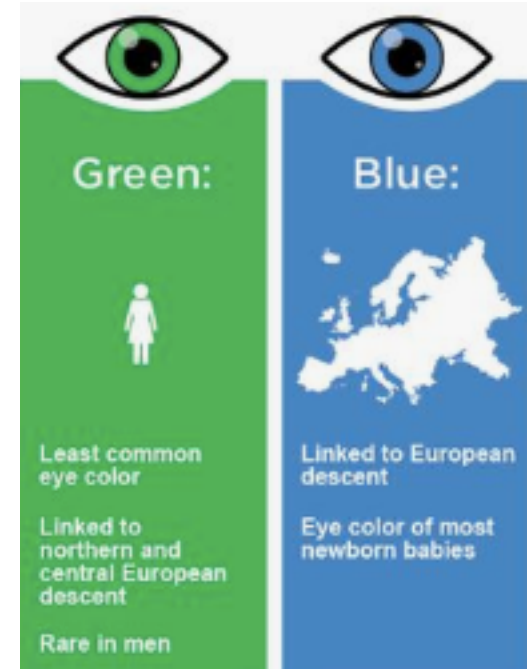 Green:
Least common
eye color
Linked to
northern and
central European
descent
Rare in men
Blue:
Linked to European
descent
Eye color of most
newborn babies